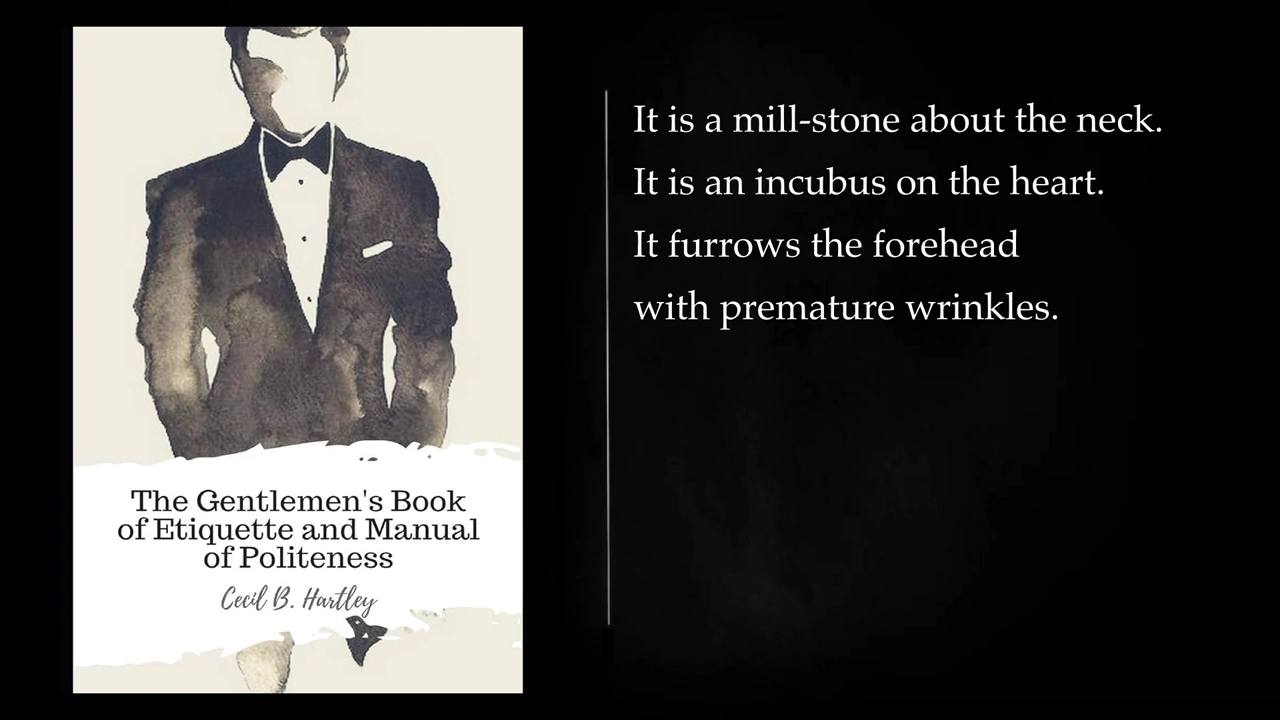 The Gentlemen's Book
of Etiquette and Manual
of Politeness
Cecil B. Hartley
It is a mill-stone about the neck.
It is an incubus on the heart.
It furrows the forehead
with premature wrinkles.